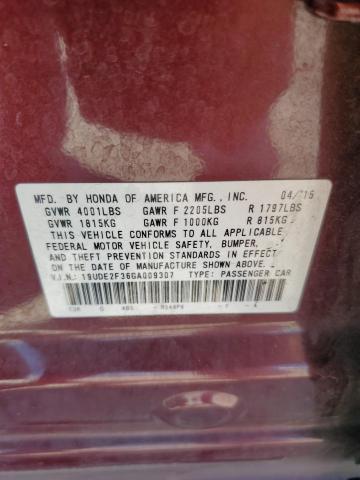 MFD. BY HONDA OF AMERICA MFG., INC. 04/15
GVWR 4001LBS GAWR F 2205LBS R 1797LBS
GVWR 1815KG GAWR F 1000KG R 815KG
THIS VEHICLE CONFORMS TO ALL APPLICABLE
FEDERAL MOTOR VEHICLE SAFETY, BUMPER,
AND THEFT PREVENTION STANDARDS IN EFFECT
ON THE DATE OF MANUFACTURE SHOWN ABOVE.
V.I.N.: 19UDE2F36GA009307 TYPE: PASSENGER CAR